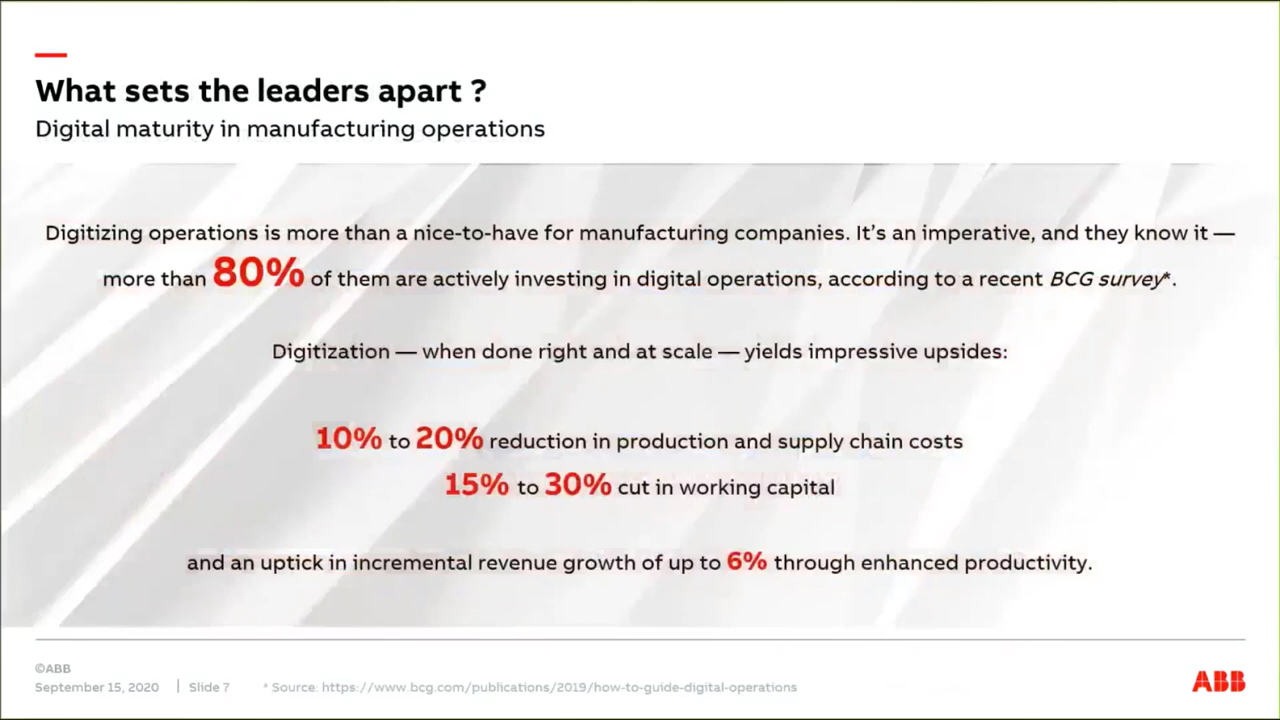 What sets the leaders apart ?
Digital maturity in manufacturing operations
Digitizing operations is more than a nice-to-have for manufacturing companies. It’s an imperative, and they know it —
more than 80% of them are actively investing in digital operations, according to a recent BCG survey*.
Digitization — when done right and at scale — yields impressive upsides:
10% to 20% reduction in production and supply chain costs
15% to 30% cut in working capital
and an uptick in incremental revenue growth of up to 6% through enhanced productivity.
©ABB
September 15, 2020 | Slide 7 * Source: https://www.bcg.com/publications/2019/how-to-guide-digital-operations
ABB